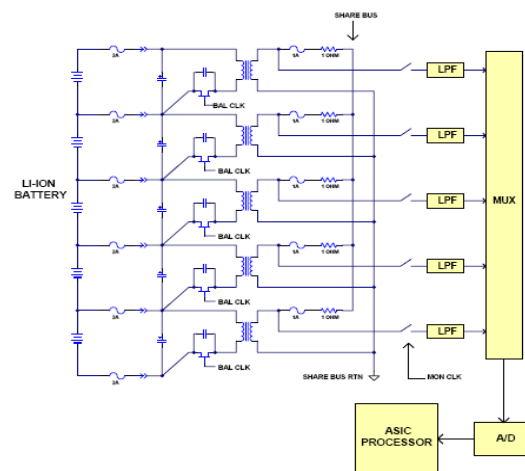 SHARE BUS
2A
1A
1 OHM
LPF
BAL CLK
2A
1A
1 OHM
LPF
BAL CLK
LI-ION
BATTERY
2A
1A
1 OHM
LPF
MUX
BAL CLK
2A
1A
1 OHM
LPF
BAL CLK
2A
1A
1 OHM
LPF
BAL CLK
2A
SHARE BUS RTN
MON CLK
ASIC
PROCESSOR
A/D